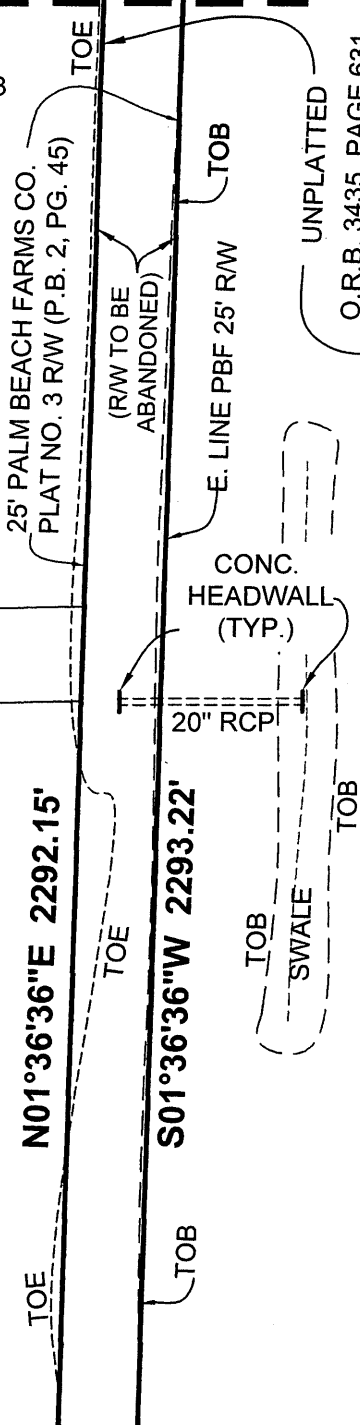 TOE
25' PALM BEACH FARMS CO.
PLAT NO. 3 R/W (P.B. 2, PG. 45)
TOB
UNPLATTED
O.R.B. 3435, PAGE 631
(R/W TO BE
ABANDONED)
E. LINE PBF 25' R/W
CONC.
HEADWALL
(TYP.)
20" RCP
N01°36'36"E 2292.15'
S01°36'36"W 2293.22'
TOE
TOB
SWALE
TOB
TOE
TOB